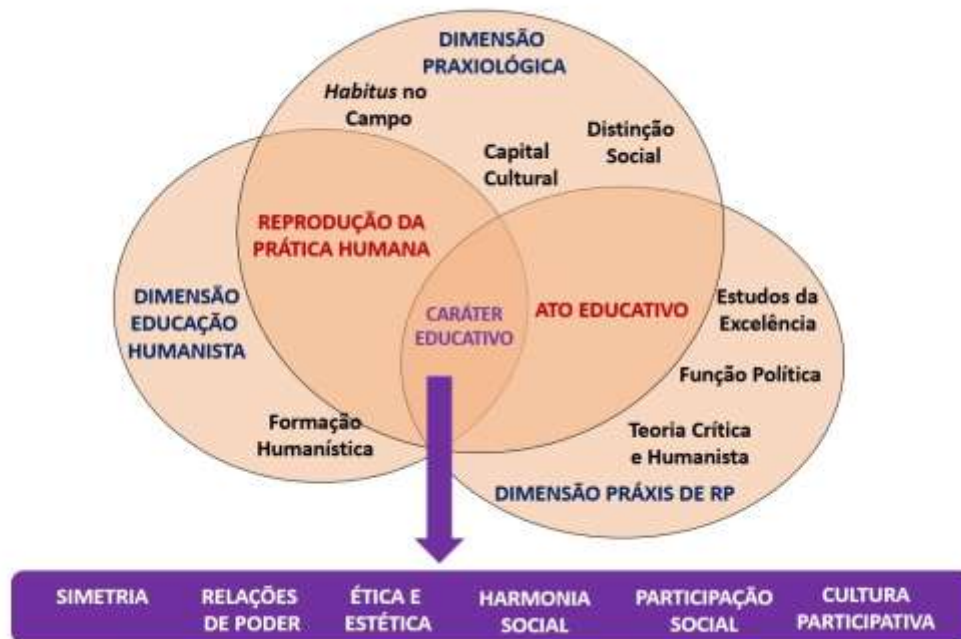 DIMENSÃO
PRAXIOLÓGICA
Habitus no
Campo
Distinção
Social
Capital
Cultural
REPRODUÇÃO DA
PRÁTICA HUMANA
DIMENSÃO
EDUCAÇÃO
HUMANISTA
CARÁTER
EDUCATIVO
ATO EDUCATIVO
Estudos da
Excelência
Função Política
Formação
Humanística
Teoria Crítica
e Humanista
DIMENSÃO PRÁXIS DE RP
SIMETRIA
RELAÇÕES
DE PODER
ÉTICA E
ESTÉTICA
HARMONIA
SOCIAL
PARTICIPAÇÃO
SOCIAL
CULTURA
PARTICIPATIVA